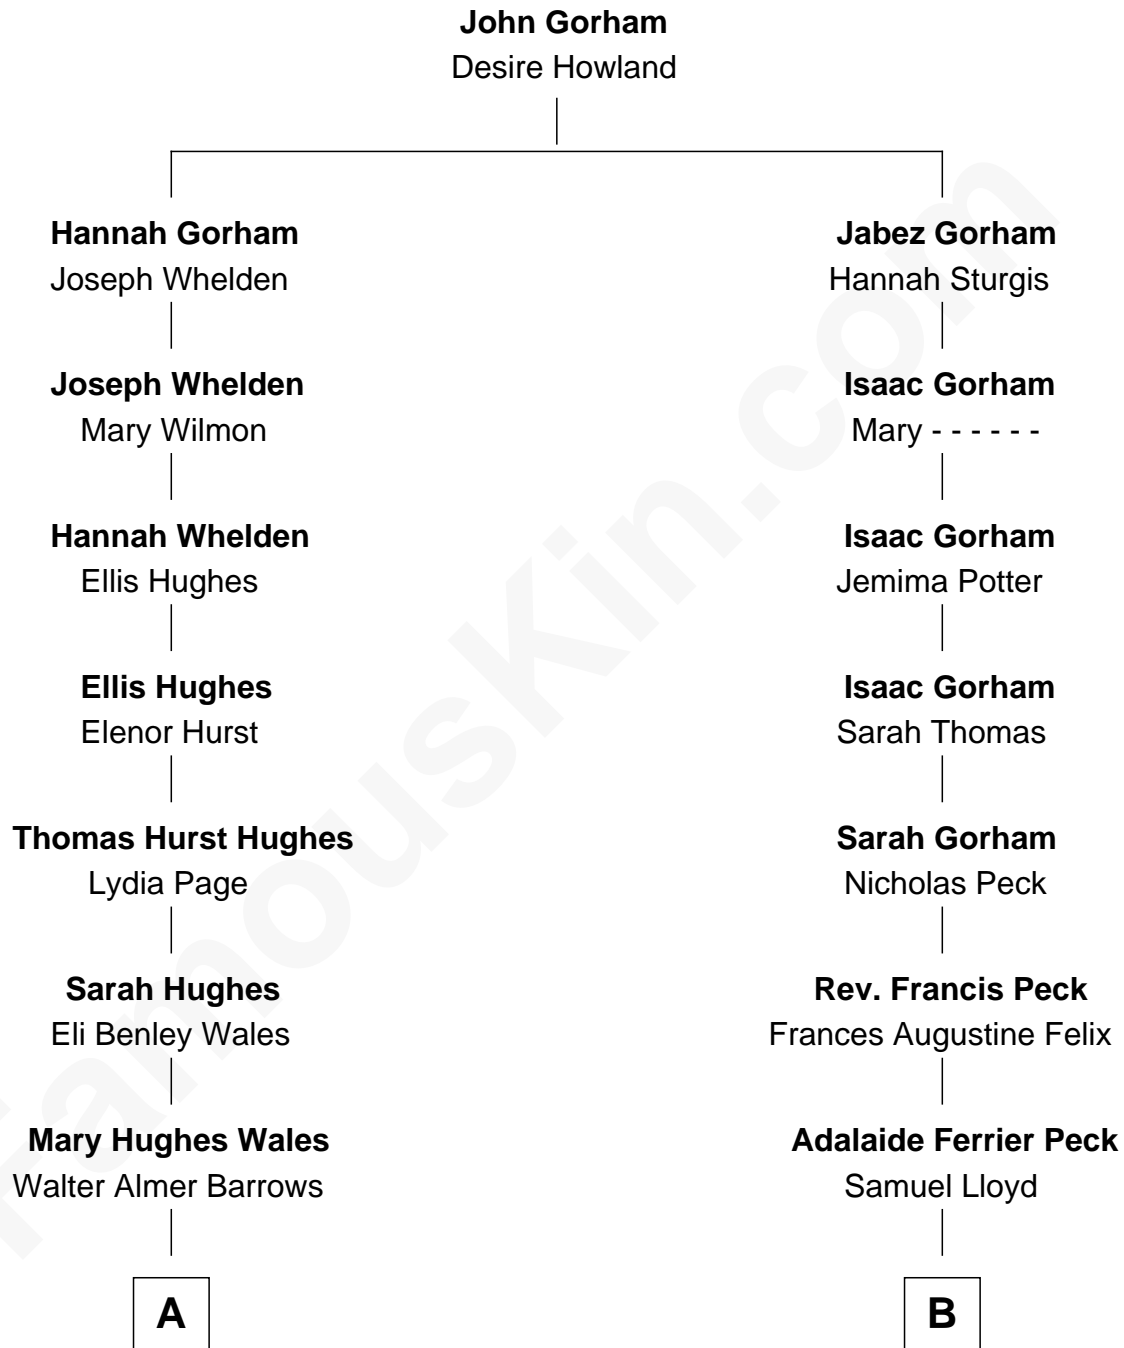 John Gorham
Desire Howland
Hannah Gorham
Joseph Whelden
Jabez Gorham
Hannah Sturgis
Joseph Whelden
Mary Wilmon
Isaac Gorham
Mary - - - - - -
Hannah Whelden
Ellis Hughes
Isaac Gorham
Jemima Potter
Ellis Hughes
Elenor Hurst
Isaac Gorham
Sarah Thomas
Thomas Hurst Hughes
Lydia Page
Sarah Gorham
Nicholas Peck
Sarah Hughes
Eli Benley Wales
Rev. Francis Peck
Frances Augustine Felix
Mary Hughes Wales
Walter Almer Barrows
Adalaide Ferrier Peck
Samuel Lloyd
A
B
FamousKin.com